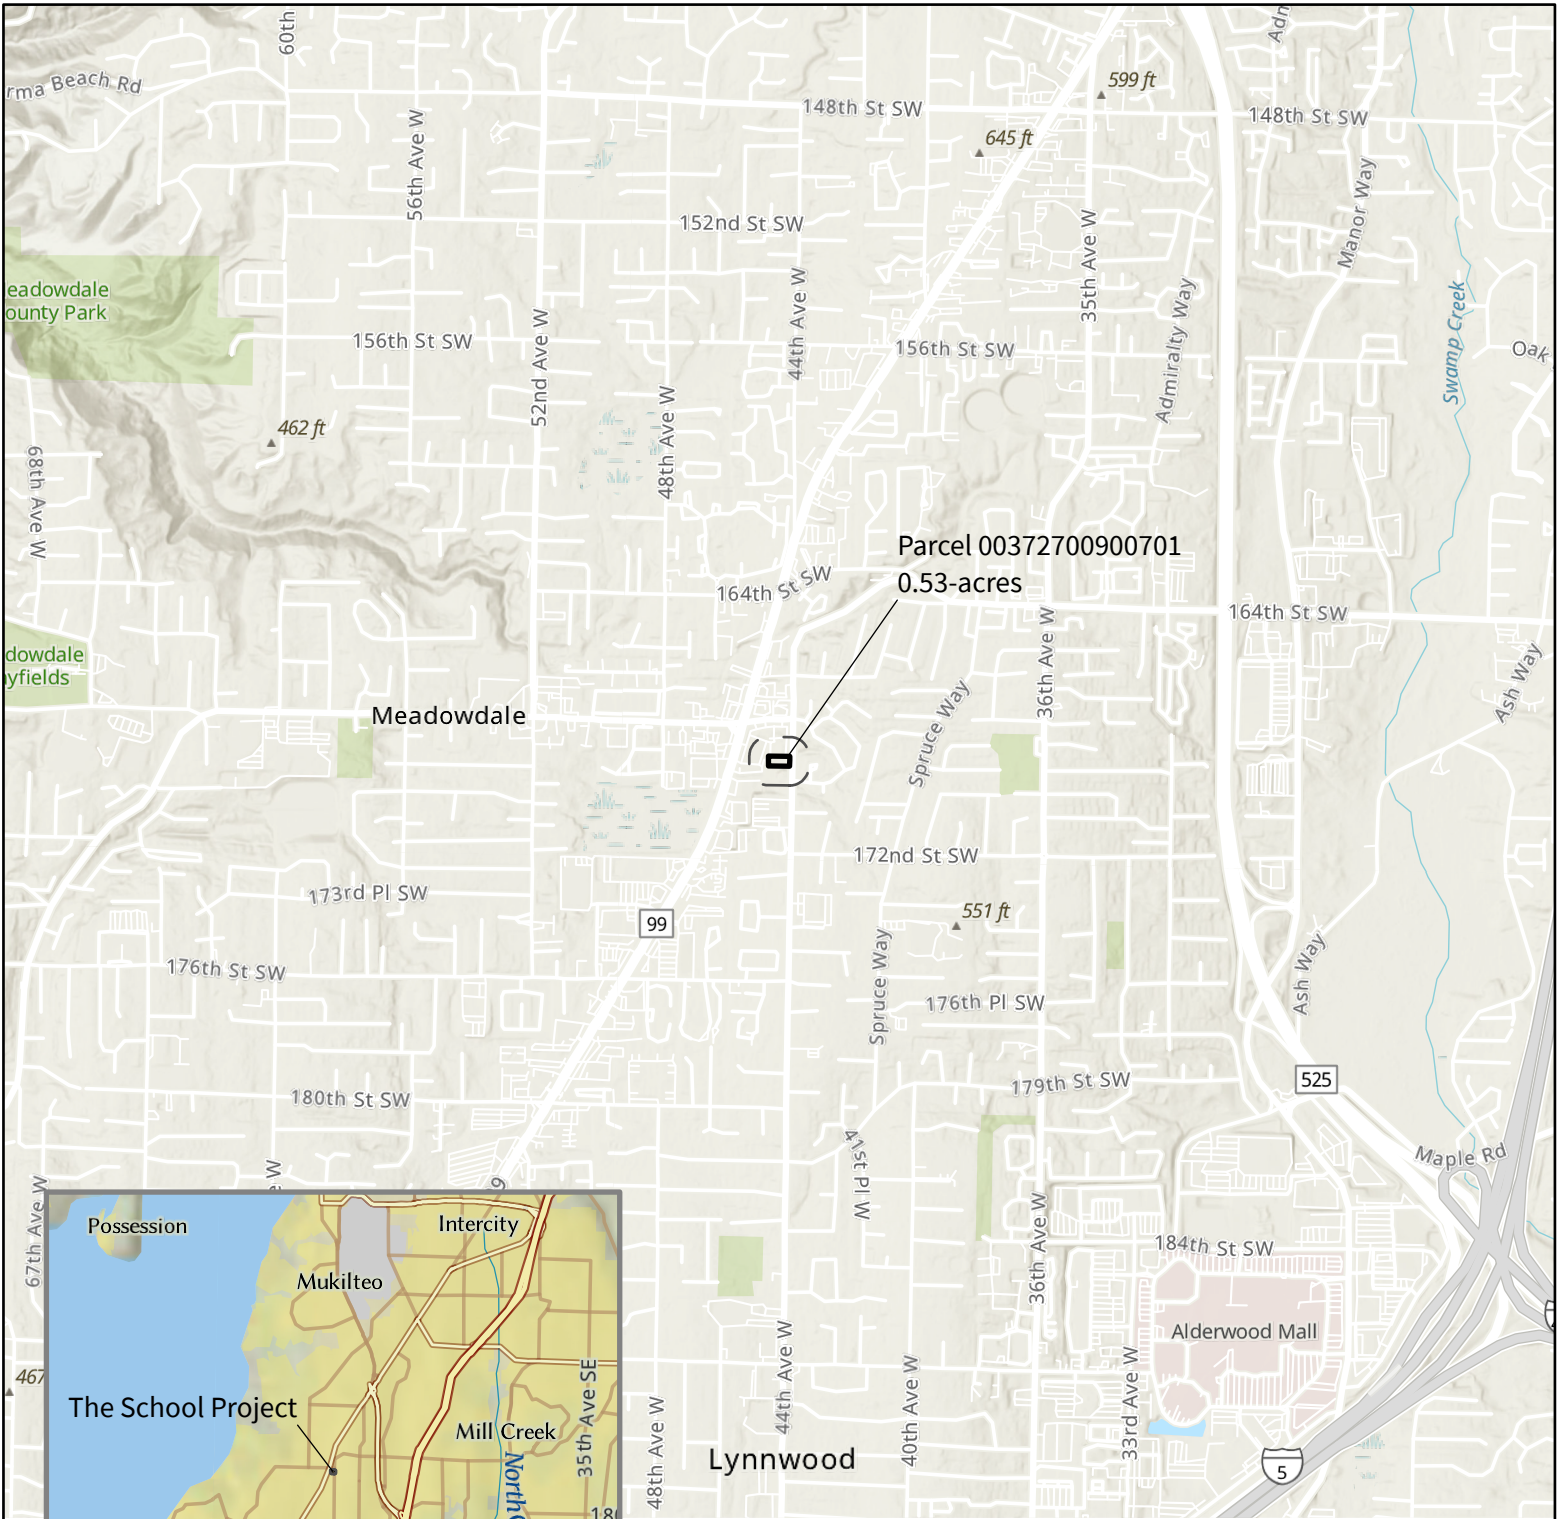 60th
Adn
rma Beach Rd
599 ft
148th St SW
148th St SW
645 ft
56th Ave W
Manor Way
152nd St SW
35th Ave W
44th Ave W
Admiralty Way
Swamp Creek
eadowdale
ounty Park
52nd Ave W
156th St SW
156th St SW
Oak
48th Ave W
462 ft
68th Ave W
Parcel 00372700900701
0.53-acres
164th St SW
164th St SW
36th Ave W
dowdale
yfields
Ash Way
Spruce Way
Meadowdale
172nd St SW
173rd Pl SW
99
551 ft
Spruce Way
Ash Way
176th St SW
176th Pl SW
525
179th St SW
180th St SW
41st Pl W
Maple Rd
e W
9
67th Ave W
Possession
Intercity
Mukilteo
36th Ave W
184th St SW
Alderwood Mall
467
The School Project
Mill Creek
35th Ave SE
North
48th Ave W
44th Ave W
40th Ave W
33rd Ave W
Lynnwood
5
18